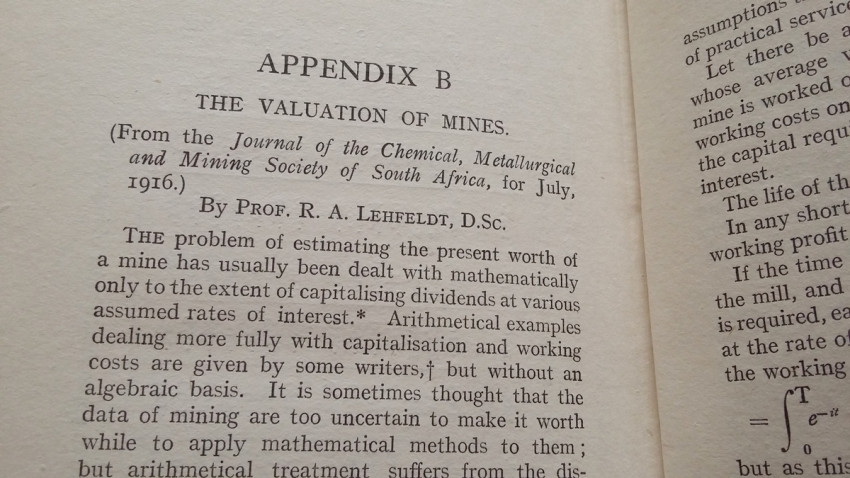 APPENDIX B
THE VALUATION OF MINES.
(From the Journal of the Chemical, Metallurgical
and Mining Society of South Africa, for July,
1916.)
By PROF. R. A. LEHFELDT, D.Sc.
THE problem of estimating the present worth of
a mine has usually been dealt with mathematically
only to the extent of capitalising dividends at various
assumed rates of interest.* Arithmetical examples
dealing more fully with capitalisation and working
costs are given by some writers,† but without an
algebraic basis. It is sometimes thought that the
data of mining are too uncertain to make it worth
while to apply mathematical methods to them;
but arithmetical treatment suffers from the dis-
assumptions
of practical
Let there be a
whose average
mine is worked
working costs on
the capital
interest.
The life of
In any short
working profit
If the time
the mill, and
is required,
at the rate of
the working
= ∫₀ᵀ e⁻ⁱᵗ
but as this